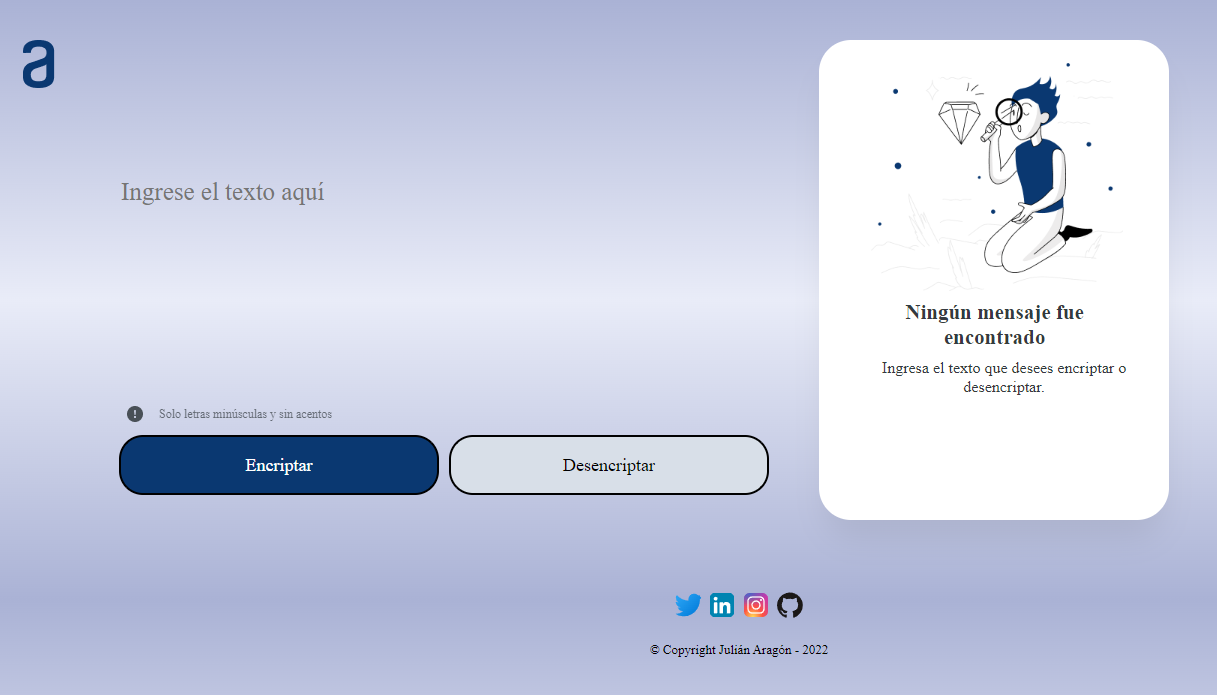 a
Ingrese el texto aquí
Solo letras minúsculas y sin acentos
Encriptar
Desencriptar
Ningún mensaje fue
encontrado
Ingresa el texto que desees encriptar o
desencriptar.
in
© Copyright Julián Aragón - 2022